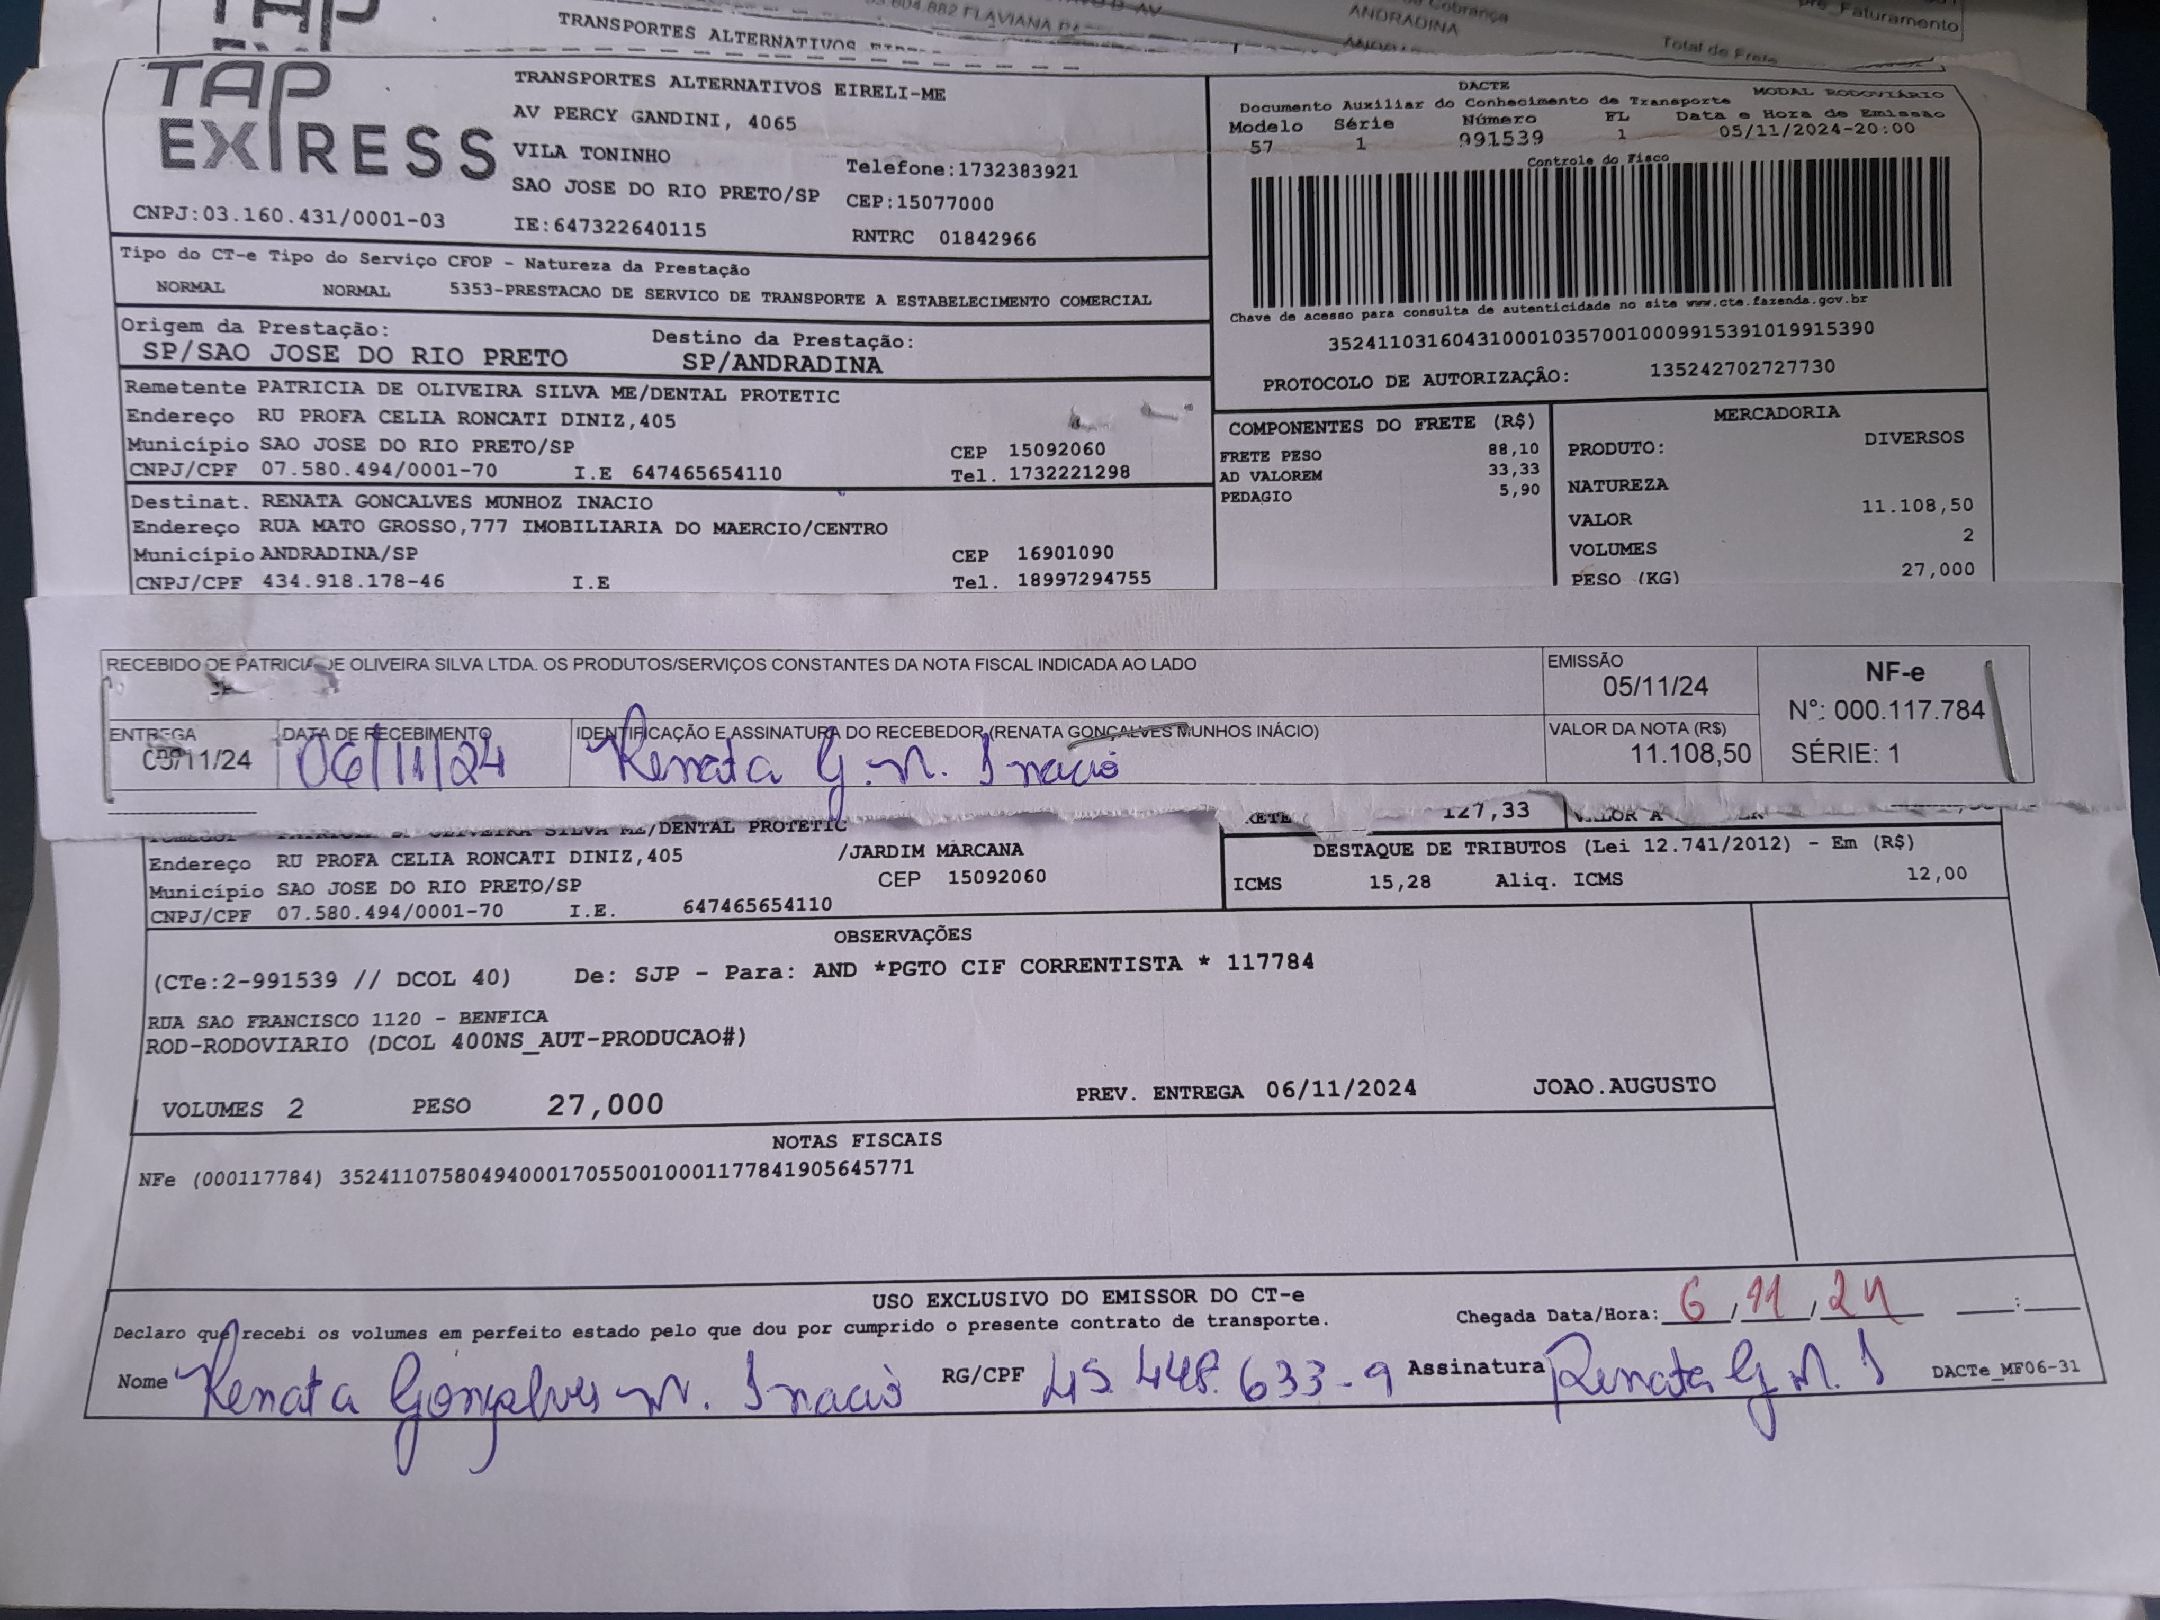 TAP
TRANSPORTES ALTERNATIVOS
FLAVIANA
Cobrança
ANDRADINA
Faturamento
Total de Frete
TAP EXPRESS
TRANSPORTES ALTERNATIVOS EIRELI-ME
AV PERCY GANDINI, 4065
VILA TONINHO
Telefone:1732383921
SAO JOSE DO RIO PRETO/SP CEP:15077000
CNPJ:03.160.431/0001-03 IE:647322640115 RNTRC 01842966
DACTE MODAL RODOVIÁRIO
Documento Auxiliar do Conhecimento de Transporte
Modelo Série Número FL Data e Hora de Emissao
57 1 991539 1 05/11/2024-20:00
Controle do Fisco
Chave de acesso para consulta de autenticidade no site www.cte.fazenda.gov.br
35241103160431000103570010009915391019915390
PROTOCOLO DE AUTORIZAÇÂO: 135242702727730
Tipo do CT-e Tipo do Serviço CFOP - Natureza da Prestação
NORMAL NORMAL 5353-PRESTACAO DE SERVICO DE TRANSPORTE A ESTABELECIMENTO COMERCIAL
Origem da Prestação: Destino da Prestação:
SP/SAO JOSE DO RIO PRETO SP/ANDRADINA
Remetente PATRICIA DE OLIVEIRA SILVA ME/DENTAL PROTETIC
Endereço RU PROFA CELIA RONCATI DINIZ,405
Município SAO JOSE DO RIO PRETO/SP CEP 15092060
CNPJ/CPF 07.580.494/0001-70 I.E 647465654110 Tel. 1732221298
Destinat. RENATA GONCALVES MUNHOZ INACIO
Endereço RUA MATO GROSSO,777 IMOBILIARIA DO MAERCIO/CENTRO
Município ANDRADINA/SP CEP 16901090
CNPJ/CPF 434.918.178-46 I.E Tel. 18997294755
COMPONENTES DO FRETE (R$)
FRETE PESO 88,10
AD VALOREM 33,33
PEDAGIO 5,90
MERCADORIA
PRODUTO: DIVERSOS
NATUREZA
VALOR 11.108,50
VOLUMES 2
PESO (KG) 27,000
RECEBIDO DE PATRICIA DE OLIVEIRA SILVA LTDA. OS PRODUTOS/SERVIÇOS CONSTANTES DA NOTA FISCAL INDICADA AO LADO
EMISSÃO
05/11/24
NF-e
N°: 000.117.784
SÉRIE: 1
ENTREGA DATA DE RECEBIMENTO IDENTIFICAÇÃO E ASSINATURA DO RECEBEDOR (RENATA GONÇALVES MUNHOS INÁCIO)
/11/24 06/11/24 Renata G. M. Inacio
VALOR DA NOTA (R$)
11.108,50
OLIVEIRA SILVA ME/DENTAL PROTETIC
127,33
Endereço RU PROFA CELIA RONCATI DINIZ,405 /JARDIM MARCANA
Município SAO JOSE DO RIO PRETO/SP CEP 15092060
CNPJ/CPF 07.580.494/0001-70 I.E. 647465654110
DESTAQUE DE TRIBUTOS (Lei 12.741/2012) - Em (R$)
ICMS 15,28 Aliq. ICMS 12,00
OBSERVAÇÕES
(CTe:2-991539 // DCOL 40) De: SJP - Para: AND *PGTO CIF CORRENTISTA * 117784
RUA SAO FRANCISCO 1120 - BENFICA
ROD-RODOVIARIO (DCOL 400NS_AUT-PRODUCAO#)
VOLUMES 2 PESO 27,000 PREV. ENTREGA 06/11/2024 JOAO.AUGUSTO
NOTAS FISCAIS
NFe (000117784) 35241107580494000170550010001177841905645771
USO EXCLUSIVO DO EMISSOR DO CT-e
Declaro que recebi os volumes em perfeito estado pelo que dou por cumprido o presente contrato de transporte.
Chegada Data/Hora: 6/11/24 :
Nome Renata Gonçalves M. Inacio RG/CPF 45.448.633-9 Assinatura Renata G M. I
DACTe_MF06-31